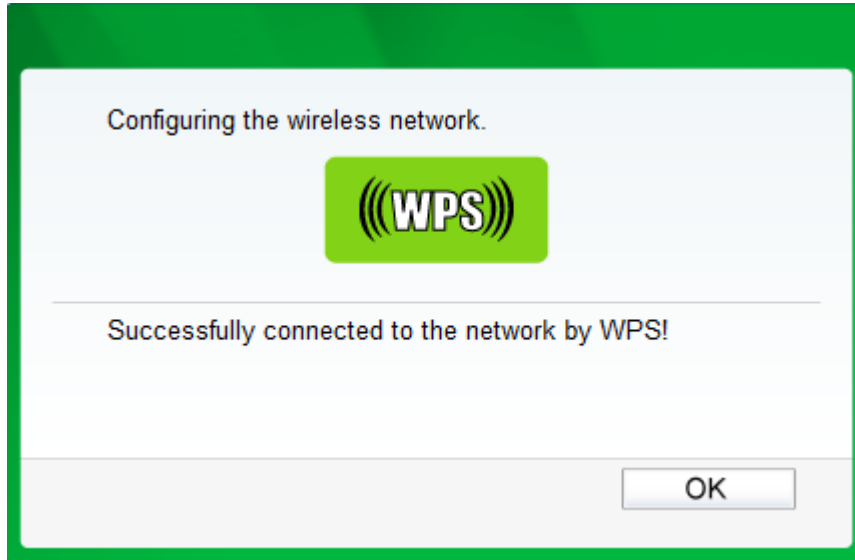 Configuring the wireless network.
WPS
Successfully connected to the network by WPS!
OK